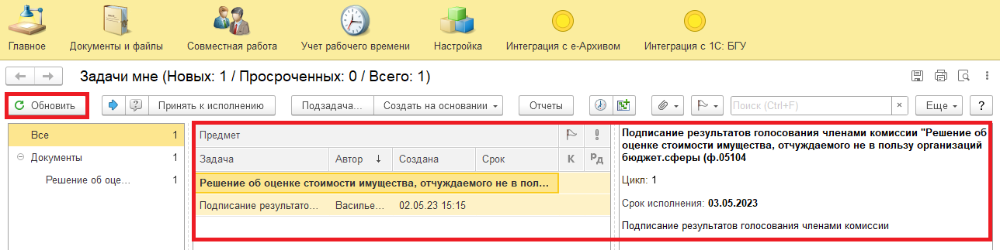 Главное
Документы и файлы
Совместная работа
Учет рабочего времени
Настройка
Интеграция с е-Архивом
Интеграция с 1С: БГУ
Задачи мне (Новых: 1 / Просроченных: 0 / Всего: 1)
Обновить
Принять к исполнению
Подзадача...
Создать на основании
Отчеты
Поиск (Ctrl+F)
×
Еще
?
Все 1
Документы 1
Решение об оце... 1
Предмет
Задача Автор ↓ Создана Срок К Рд
Решение об оценке стоимости имущества, отчуждаемого не в пол...
Подписание результато... Василье... 02.05.23 15:15
Подписание результатов голосования членами комиссии "Решение об
оценке стоимости имущества, отчуждаемого не в пользу организаций
бюджет.сферы (ф.05104
Цикл: 1
Срок исполнения: 03.05.2023
Подписание результатов голосования членами комиссии